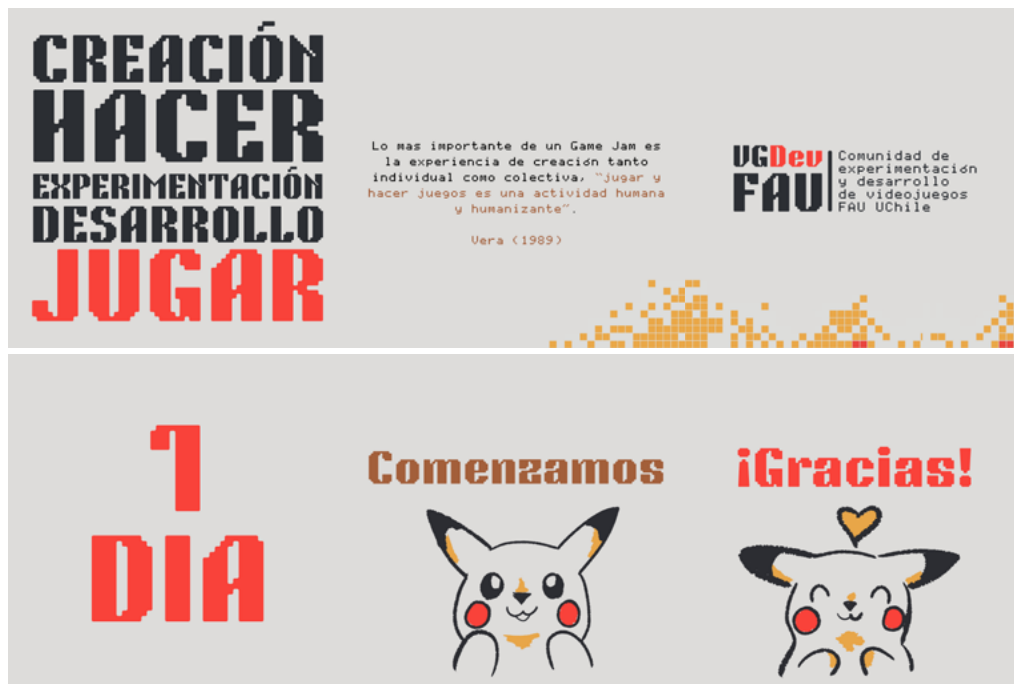 CREACIÓN
HACER
EXPERIMENTACIÓN
DESARROLLO
JUGAR
Lo mas importante de un Game Jam es
la experiencia de creación tanto
individual como colectiva, “jugar y
hacer juegos es una actividad humana
y humanizante”.
Vera (1989)
VGDev
FAU
Comunidad de
experimentación
y desarrollo
de videojuegos
FAU UChile
1
DIA
Comenzamos
¡Gracias!